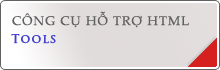 CÔNG CỤ HỖ TRỢ HTML
Tools